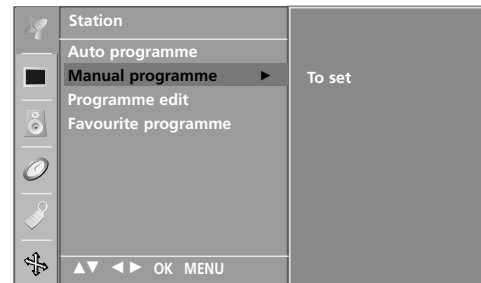 Station
Auto programme
Manual programme ►
To set
Programme edit
Favourite programme
▲▼ ◄► OK MENU